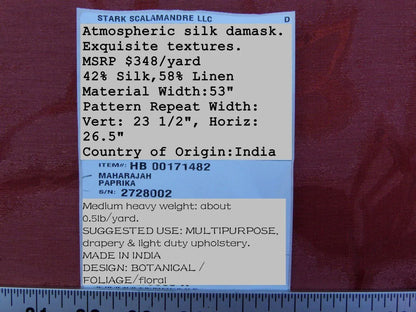 STARK SCALAMANDRE LLC D
Atmospheric silk damask.
Exquisite textures.
MSRP $348/yard
42% Silk,58% Linen
Material Width:53"
Pattern Repeat Width:
Vert: 23 1/2", Horiz:
26.5"
Country of Origin:India
ITEM#: HB 00171482
MAHARAJAH
PAPRIKA
S/N: 2728002
Medium heavy weight: about
0.5lb/yard.
SUGGESTED USE: MULTIPURPOSE,
drapery & light duty upholstery.
MADE IN INDIA
DESIGN: BOTANICAL /
FOLIAGE/floral